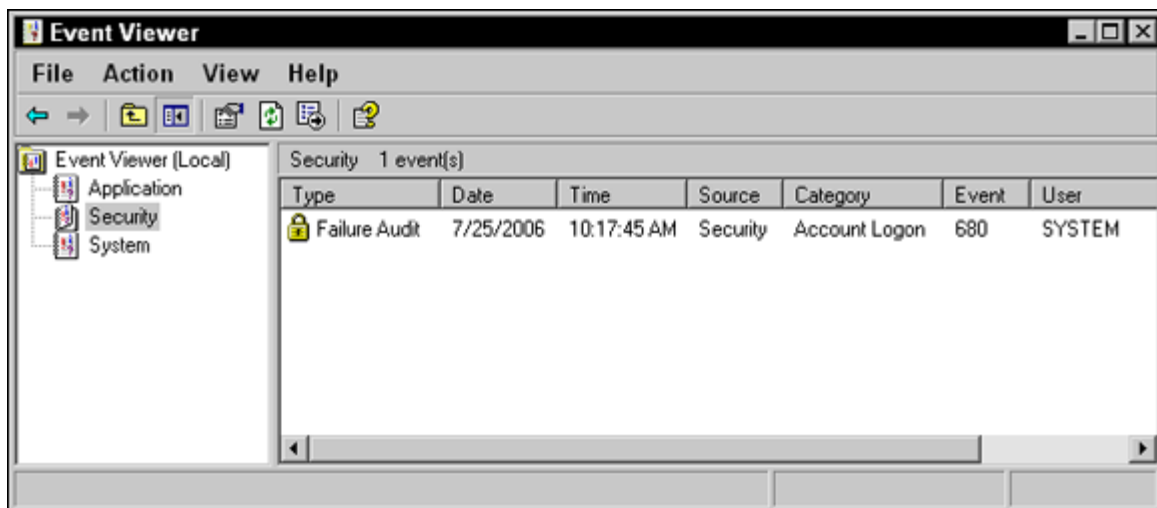 Event Viewer
File Action View Help
Event Viewer (Local)
Application
Security
System
Security 1 event(s)
Type Date Time Source Category Event User
Failure Audit 7/25/2006 10:17:45 AM Security Account Logon 680 SYSTEM